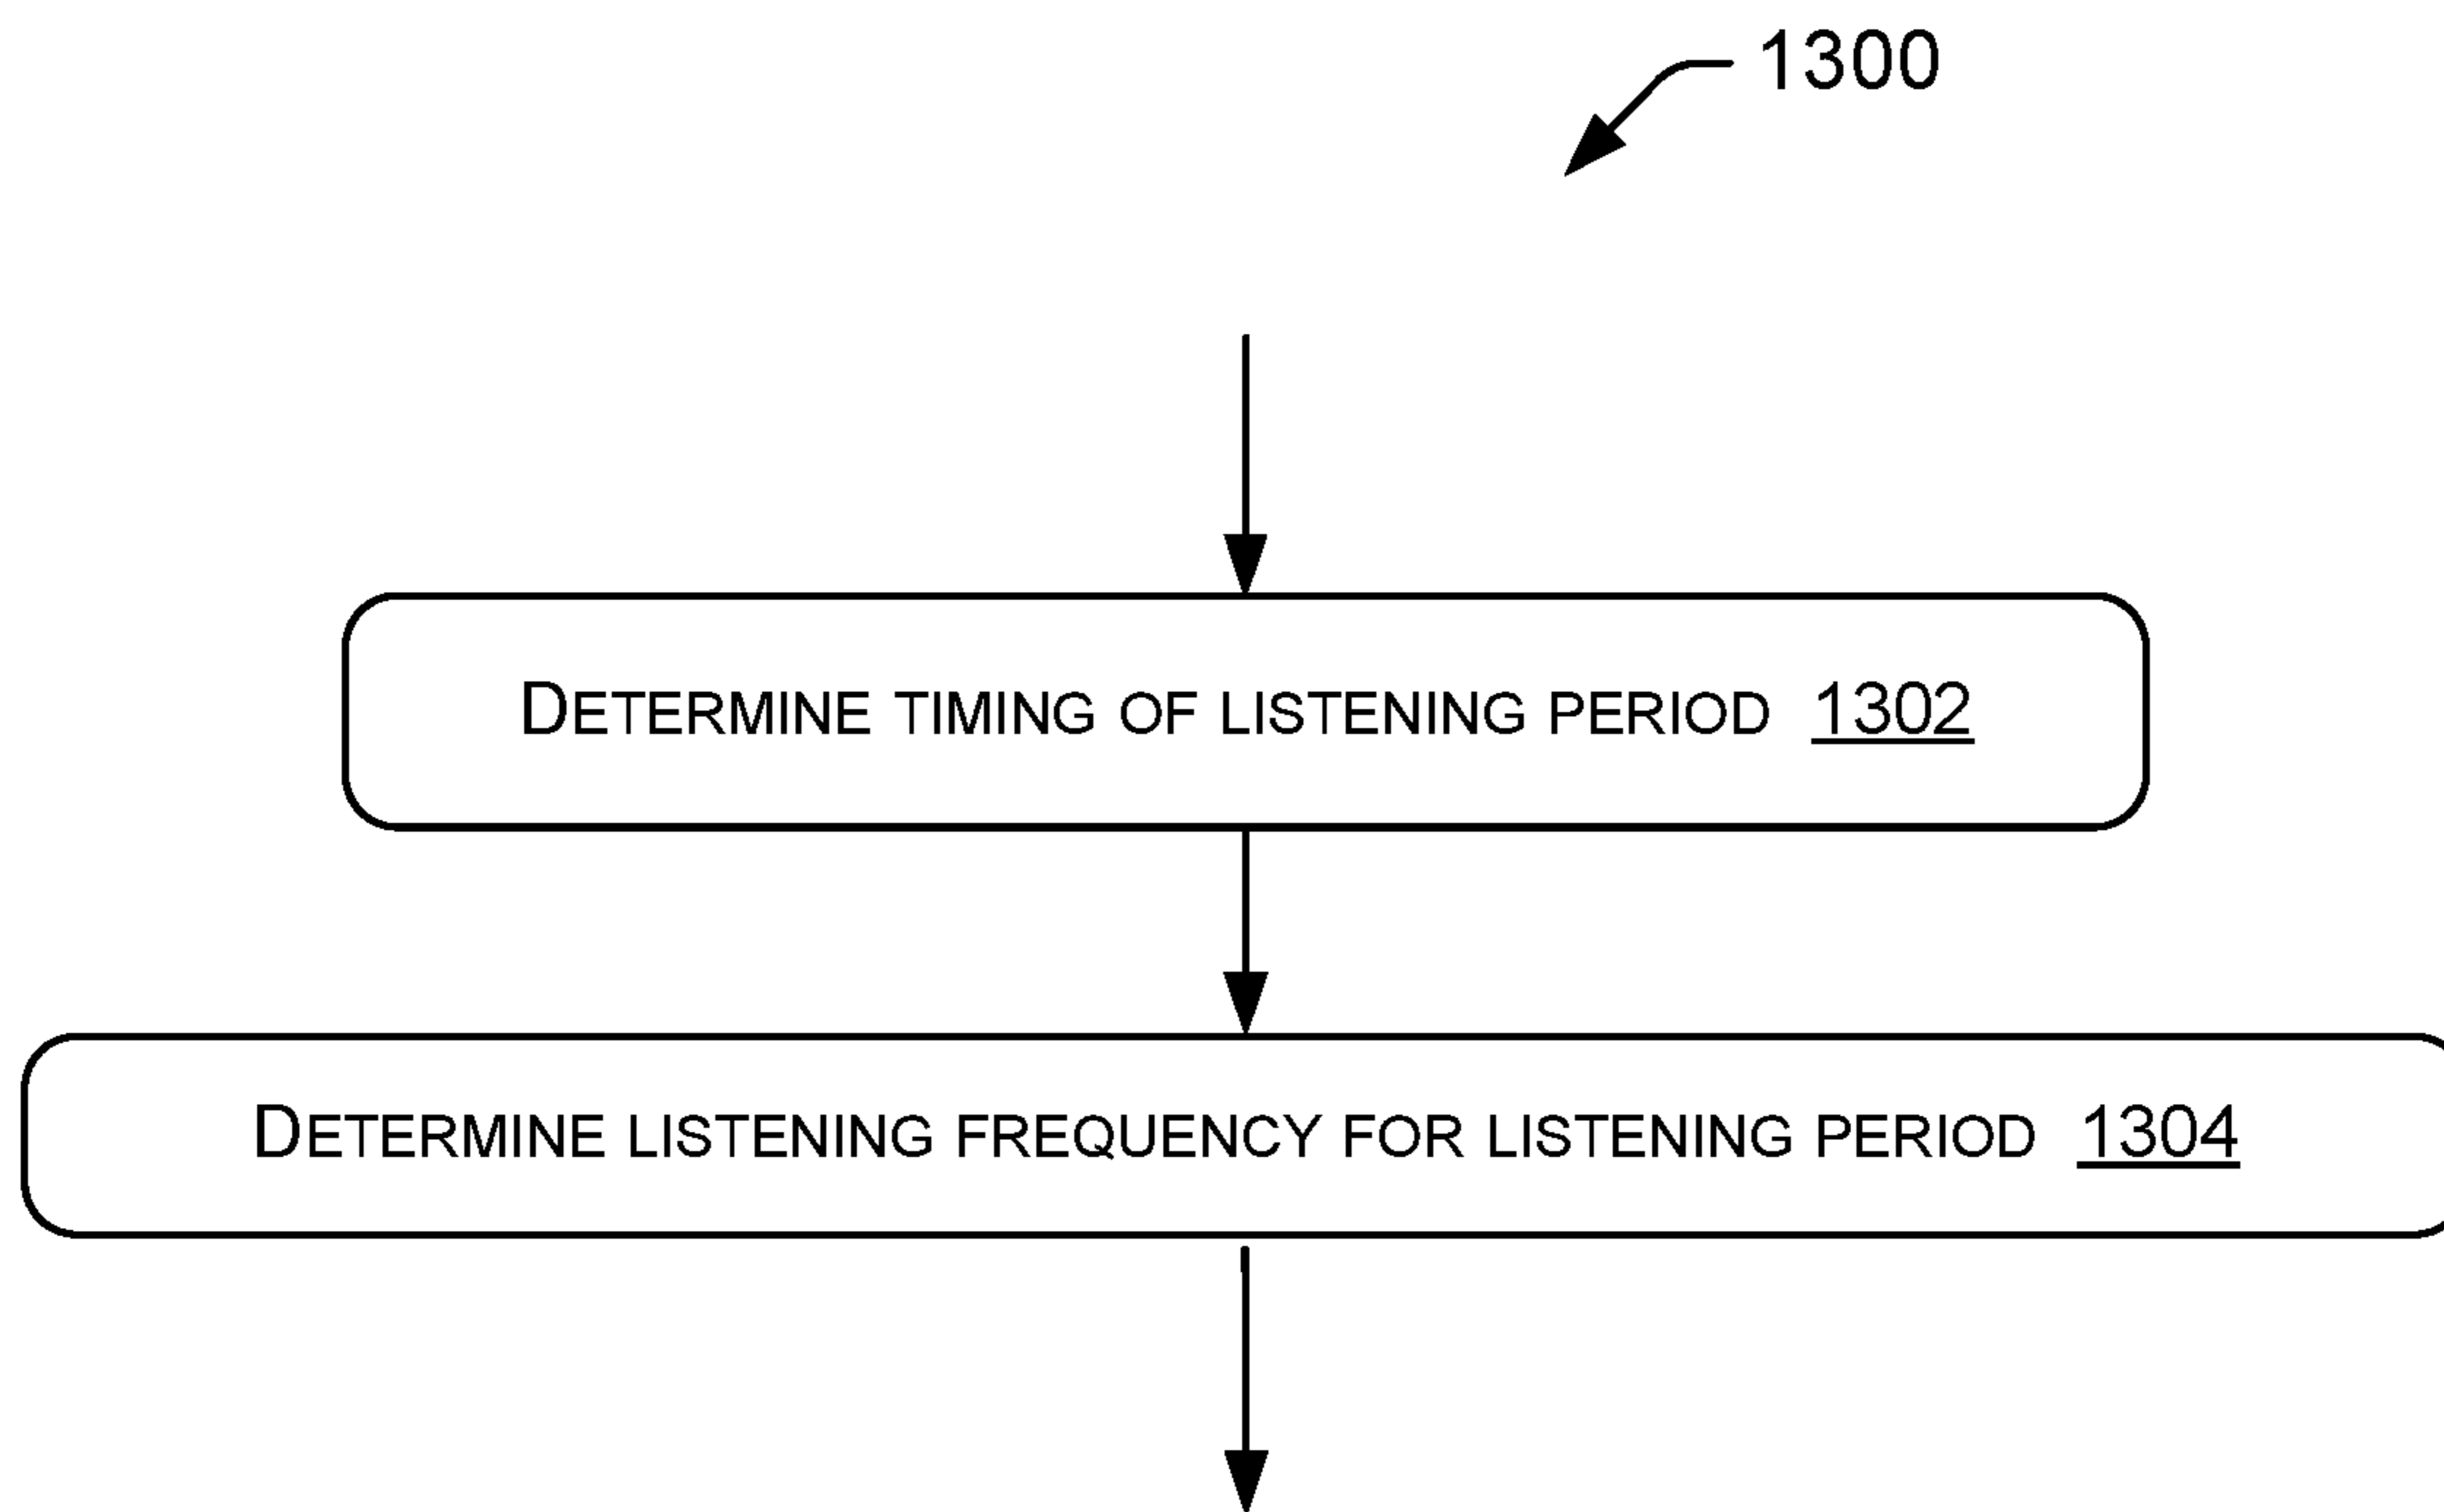 1300
DETERMINE TIMING OF LISTENING PERIOD 1302
DETERMINE LISTENING FREQUENCY FOR LISTENING PERIOD 1304